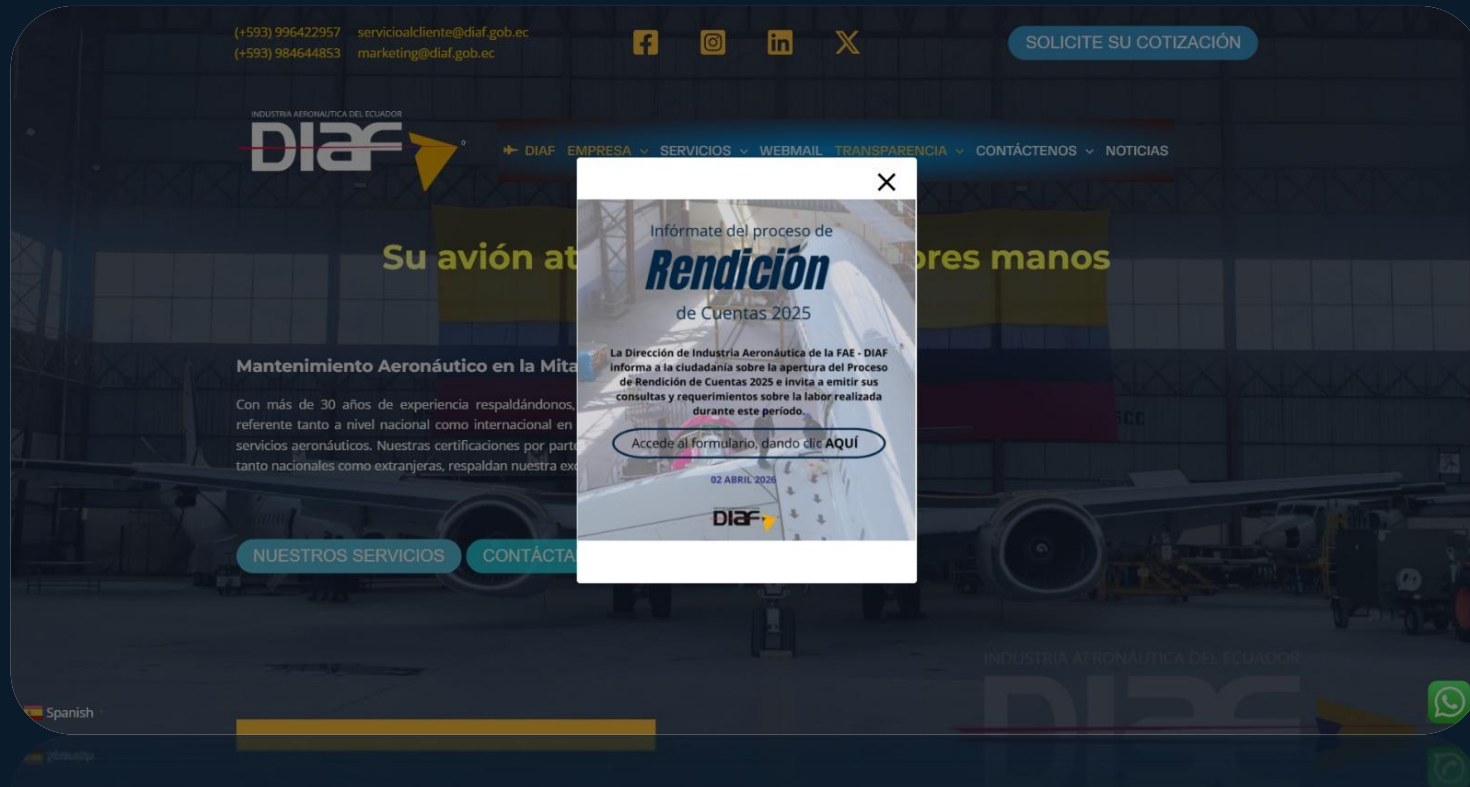 (+593) 996422957 servicioalcliente@diaf.gob.ec
(+593) 984644853 marketing@diaf.gob.ec
SOLICITE SU COTIZACIÓN
INDUSTRIA AERONAUTICA DEL ECUADOR
DIAF
DIAF EMPRESA SERVICIOS WEBMAIL TRANSPARENCIA CONTÁCTENOS NOTICIAS
Su avión at
ores manos
Mantenimiento Aeronáutico en la Mita
Con más de 30 años de experiencia respaldándonos,
referente tanto a nivel nacional como internacional en
servicios aeronáuticos. Nuestras certificaciones por parte
tanto nacionales como extranjeras, respaldan nuestra exc
NUESTROS SERVICIOS
CONTÁCTA
Infórmate del proceso de
Rendición
de Cuentas 2025
La Dirección de Industria Aeronáutica de la FAE - DIAF
informa a la ciudadanía sobre la apertura del Proceso
de Rendición de Cuentas 2025 e invita a emitir sus
consultas y requerimientos sobre la labor realizada
durante este período.
Accede al formulario, dando clic AQUÍ
02 ABRIL 2026
DIAF
INDUSTRIA AERONAUTICA DEL ECUADOR
DIAF
Spanish